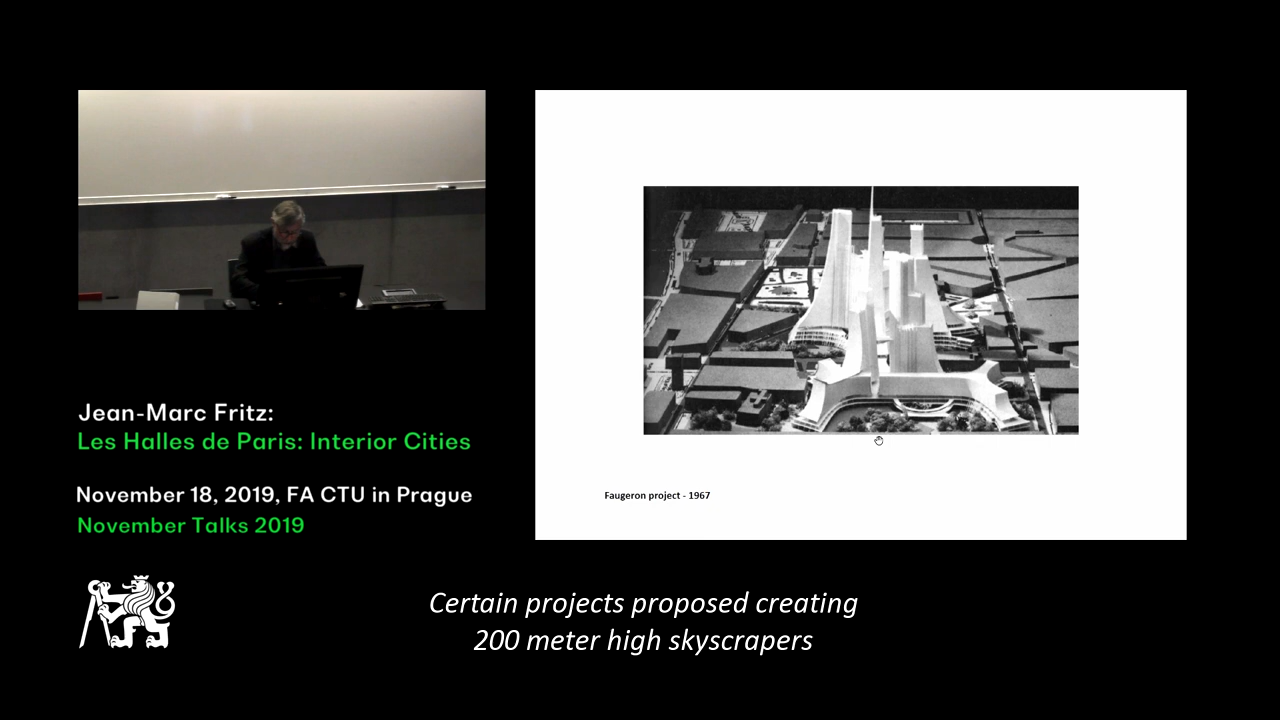 Jean-Marc Fritz:
Les Halles de Paris: Interior Cities
November 18, 2019, FA CTU in Prague
November Talks 2019
Faugeron project - 1967
Certain projects proposed creating
200 meter high skyscrapers